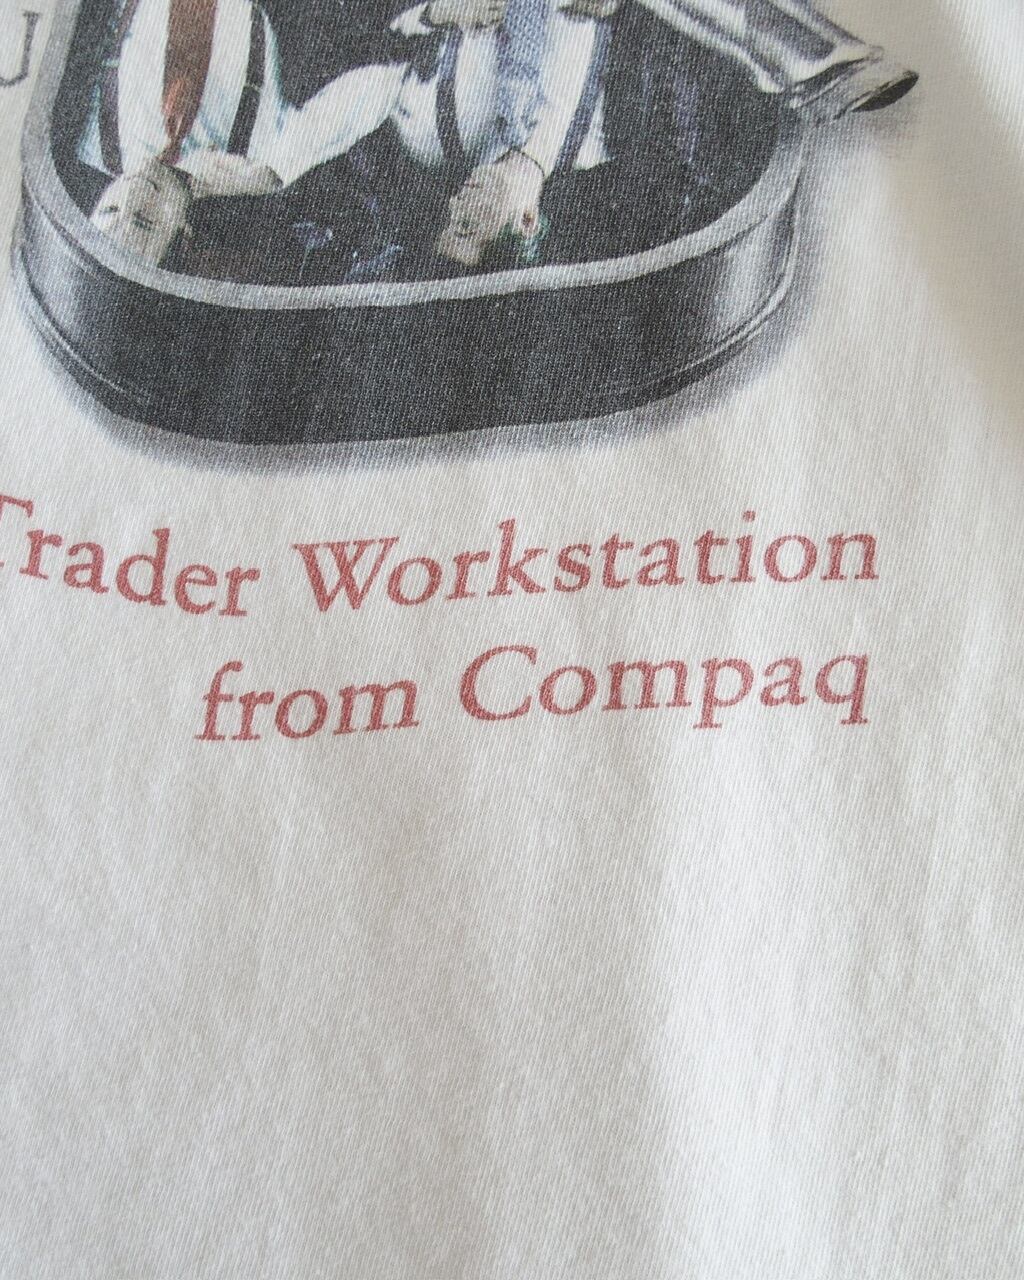 Trader Workstation
from Compaq